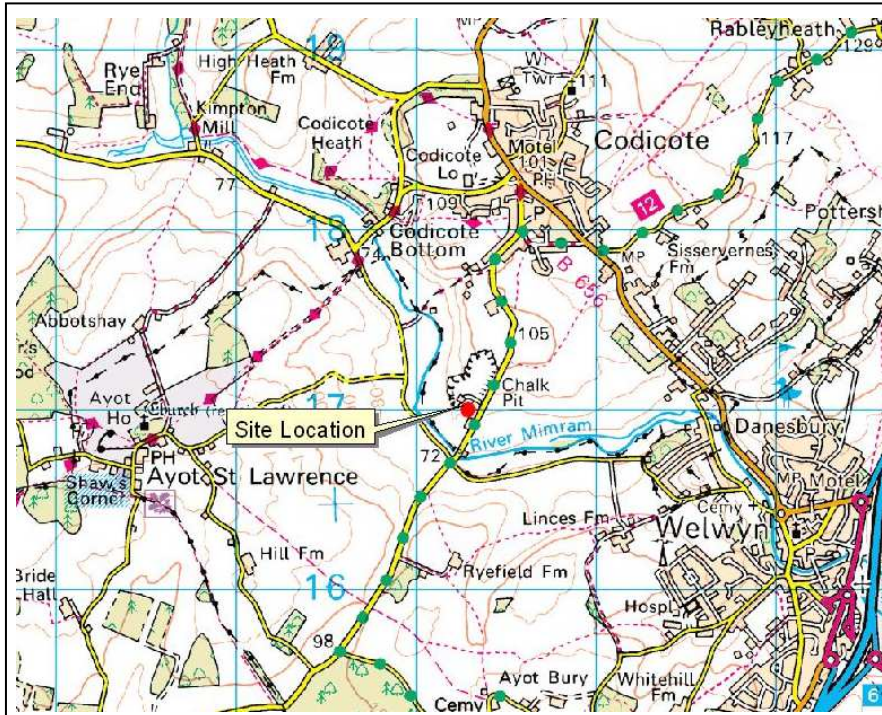 19
Rableyheath
129
Rye
End
High Heath
Fm
Wr
Twr
111
Kimpton
Mill
Codicote
Heath
Codicote
Lo
Motel
101
PH
Codicote
117
77
109
P
12
18
Codicote
Bottom
74
MP
Sisservernes
Fm
Pottersh
B 656
Abbotshay
105
Ayot
Ho
Church
Chalk
Pit
17
Site Location
River Mimram
Danesbury
PH
72
Shaw's
Corner
Ayot St Lawrence
MP
Motel
Cemy
Linces Fm
Welwyn
Hill Fm
P
Bride
Hall
16
Ryefield Fm
Hospl
98
Ayot Bury
Whitehill
Fm
Cemy
6